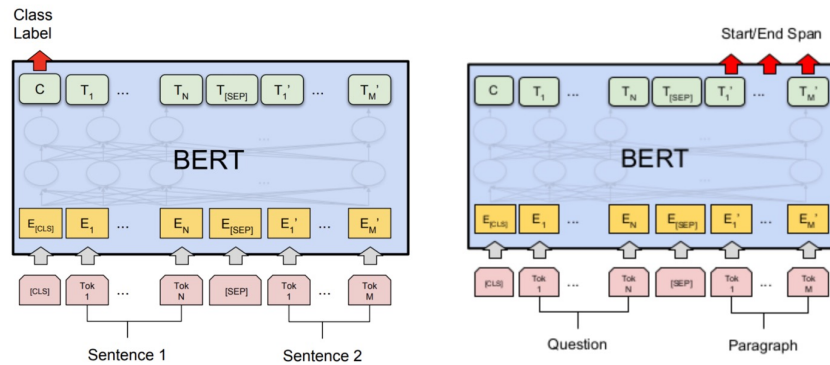 Class
Label
C T1 ... TN T[SEP] T1' ... TM'
BERT
E[CLS] E1 ... EN E[SEP] E1' ... EM'
[CLS] Tok 1 ... Tok N [SEP] Tok 1 ... Tok M
Sentence 1 Sentence 2
Start/End Span
C T1 ... TN T[SEP] T1' ... TM'
BERT
E[CLS] E1 ... EN E[SEP] E1' ... EM'
[CLS] Tok 1 ... Tok N [SEP] Tok 1 ... Tok M
Question Paragraph